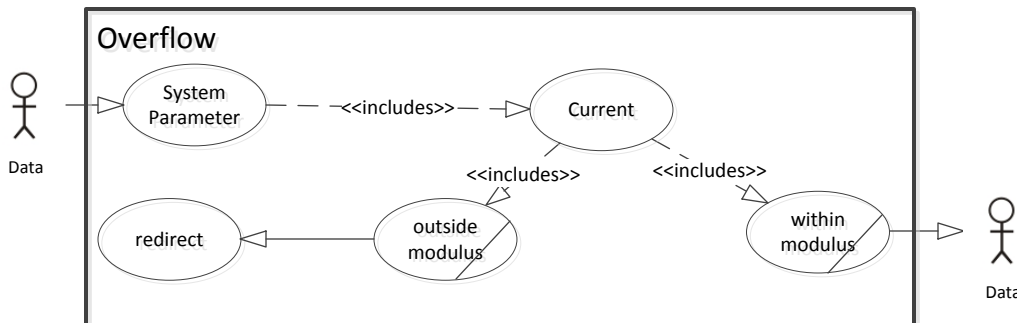 Overflow
System
Parameter
<<includes>>
Current
Data
<<includes>>
<<includes>>
redirect
outside
modulus
within
modulus
Data